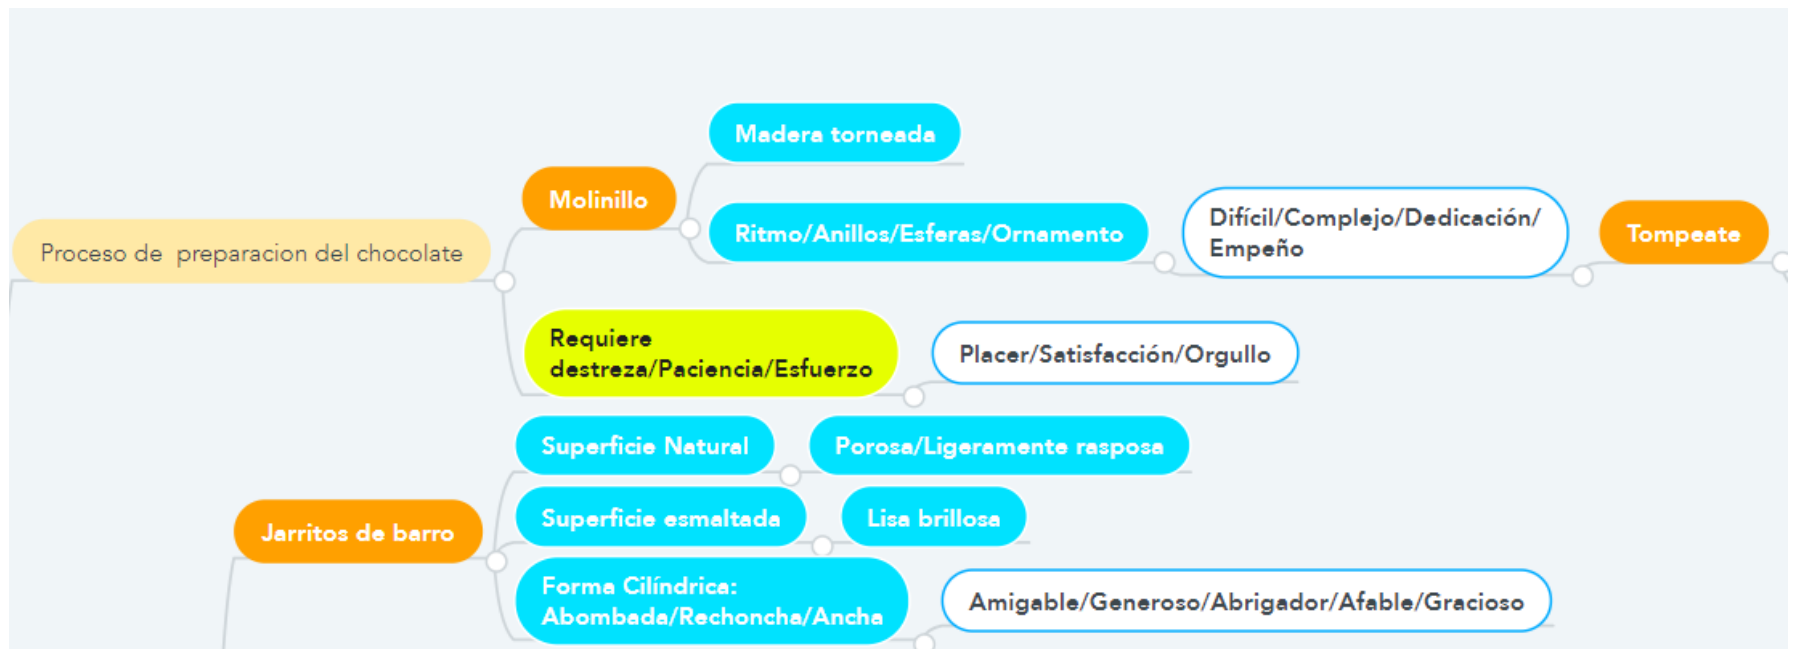 Madera torneada
Molinillo
Ritmo/Anillos/Esferas/Ornamento
Difícil/Complejo/Dedicación/
Empeño
Tompeate
Proceso de  preparacion del chocolate
Requiere
destreza/Paciencia/Esfuerzo
Placer/Satisfacción/Orgullo
Superficie Natural
Porosa/Ligeramente rasposa
Superficie esmaltada
Lisa brillosa
Jarritos de barro
Forma Cilíndrica:
Abombada/Rechoncha/Ancha
Amigable/Generoso/Abrigador/Afable/Gracioso